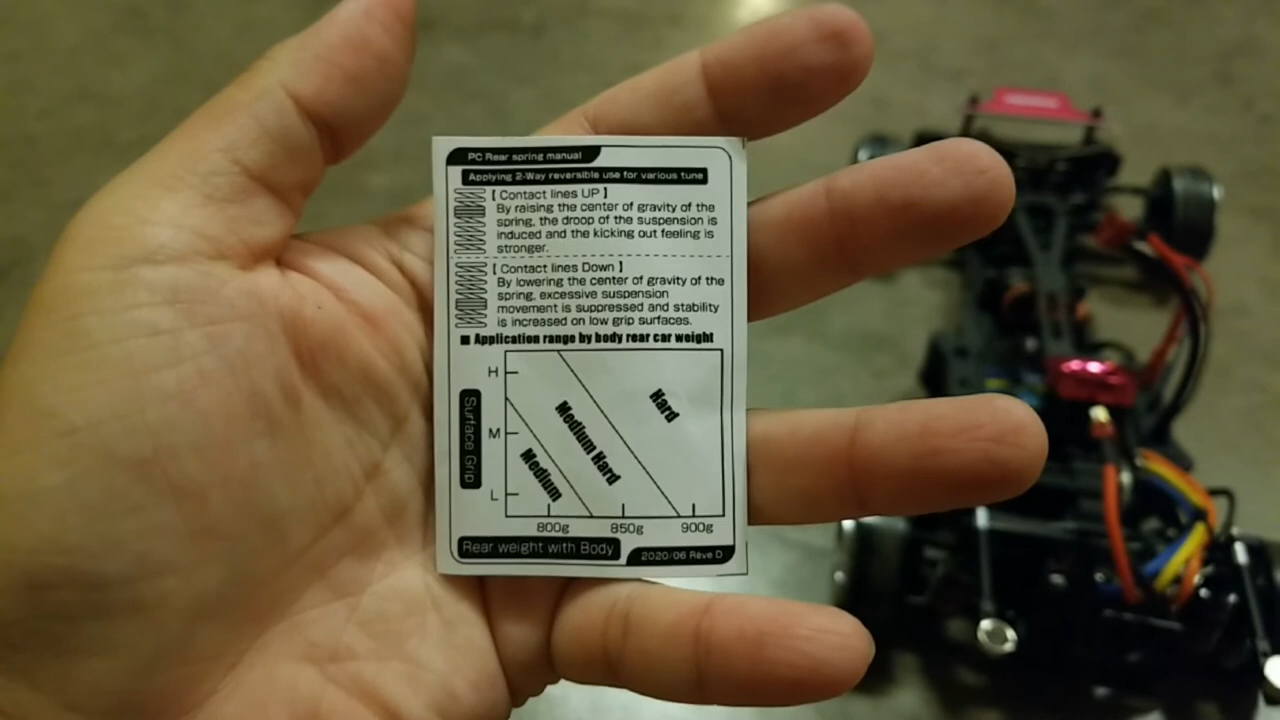 PC Rear spring manual
Applying 2-Way reversible use for various tune
[ Contact lines UP ]
By raising the center of gravity of the
spring, the droop of the suspension is
induced and the kicking out feeling is
stronger.
[ Contact lines Down ]
By lowering the center of gravity of the
spring, excessive suspension
movement is suppressed and stability
is increased on low grip surfaces.
■ Application range by body rear car weight
H
M
L
Surface Grip
Medium
Medium Hard
Hard
800g 850g 900g
Rear weight with Body
2020/06 Rêve D